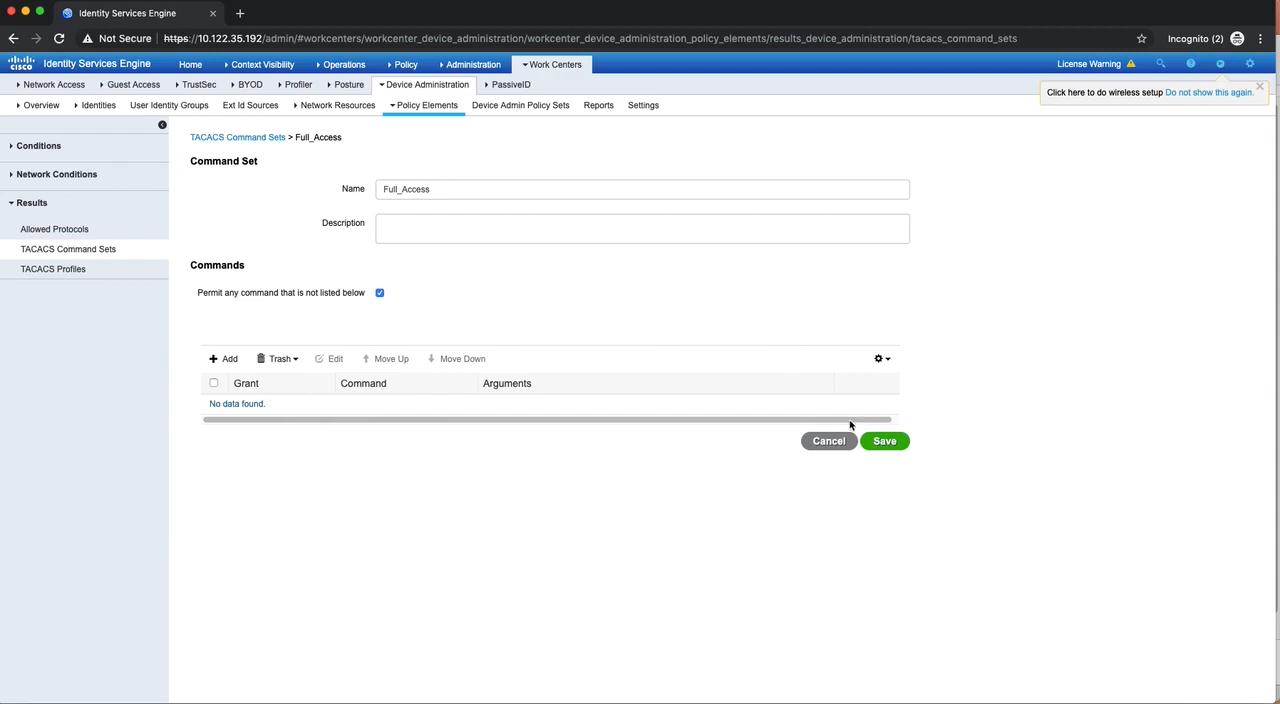 Identity Services Engine
Not Secure https://10.122.35.192/admin/#workcenters/workcenter_device_administration/workcenter_device_administration_policy_elements/results_device_administration/tacacs_command_sets Incognito (2)
cisco Identity Services Engine Home Context Visibility Operations Policy Administration Work Centers License Warning
Network Access Guest Access TrustSec BYOD Profiler Posture Device Administration PassiveID
Click here to do wireless setup Do not show this again.
Overview Identities User Identity Groups Ext Id Sources Network Resources Policy Elements Device Admin Policy Sets Reports Settings
Conditions
Network Conditions
Results
Allowed Protocols
TACACS Command Sets
TACACS Profiles
TACACS Command Sets > Full_Access
Command Set
Name Full_Access
Description
Commands
Permit any command that is not listed below
Add Trash Edit Move Up Move Down
Grant Command Arguments
No data found.
Cancel Save